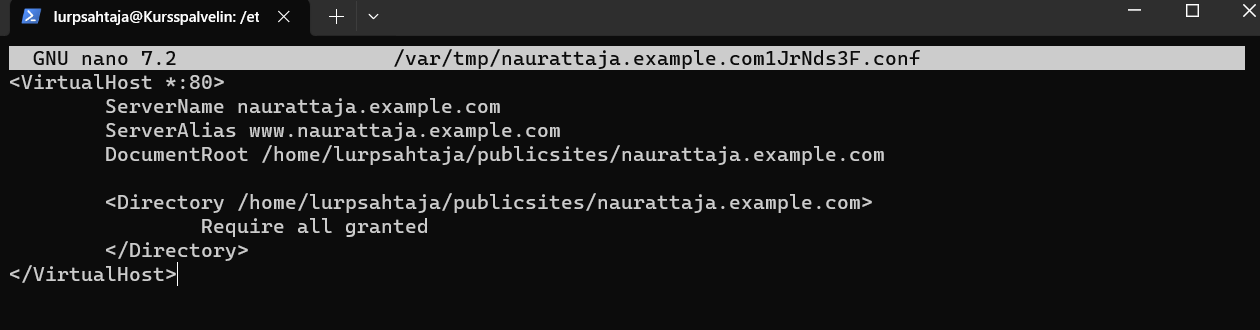 lurpsahtaja@Kursspalvelin: /et
GNU nano 7.2 /var/tmp/naurattaja.example.com1JrNds3F.conf
<VirtualHost *:80>
ServerName naurattaja.example.com
ServerAlias www.naurattaja.example.com
DocumentRoot /home/lurpsahtaja/publicsites/naurattaja.example.com
<Directory /home/lurpsahtaja/publicsites/naurattaja.example.com>
Require all granted
</Directory>
</VirtualHost>